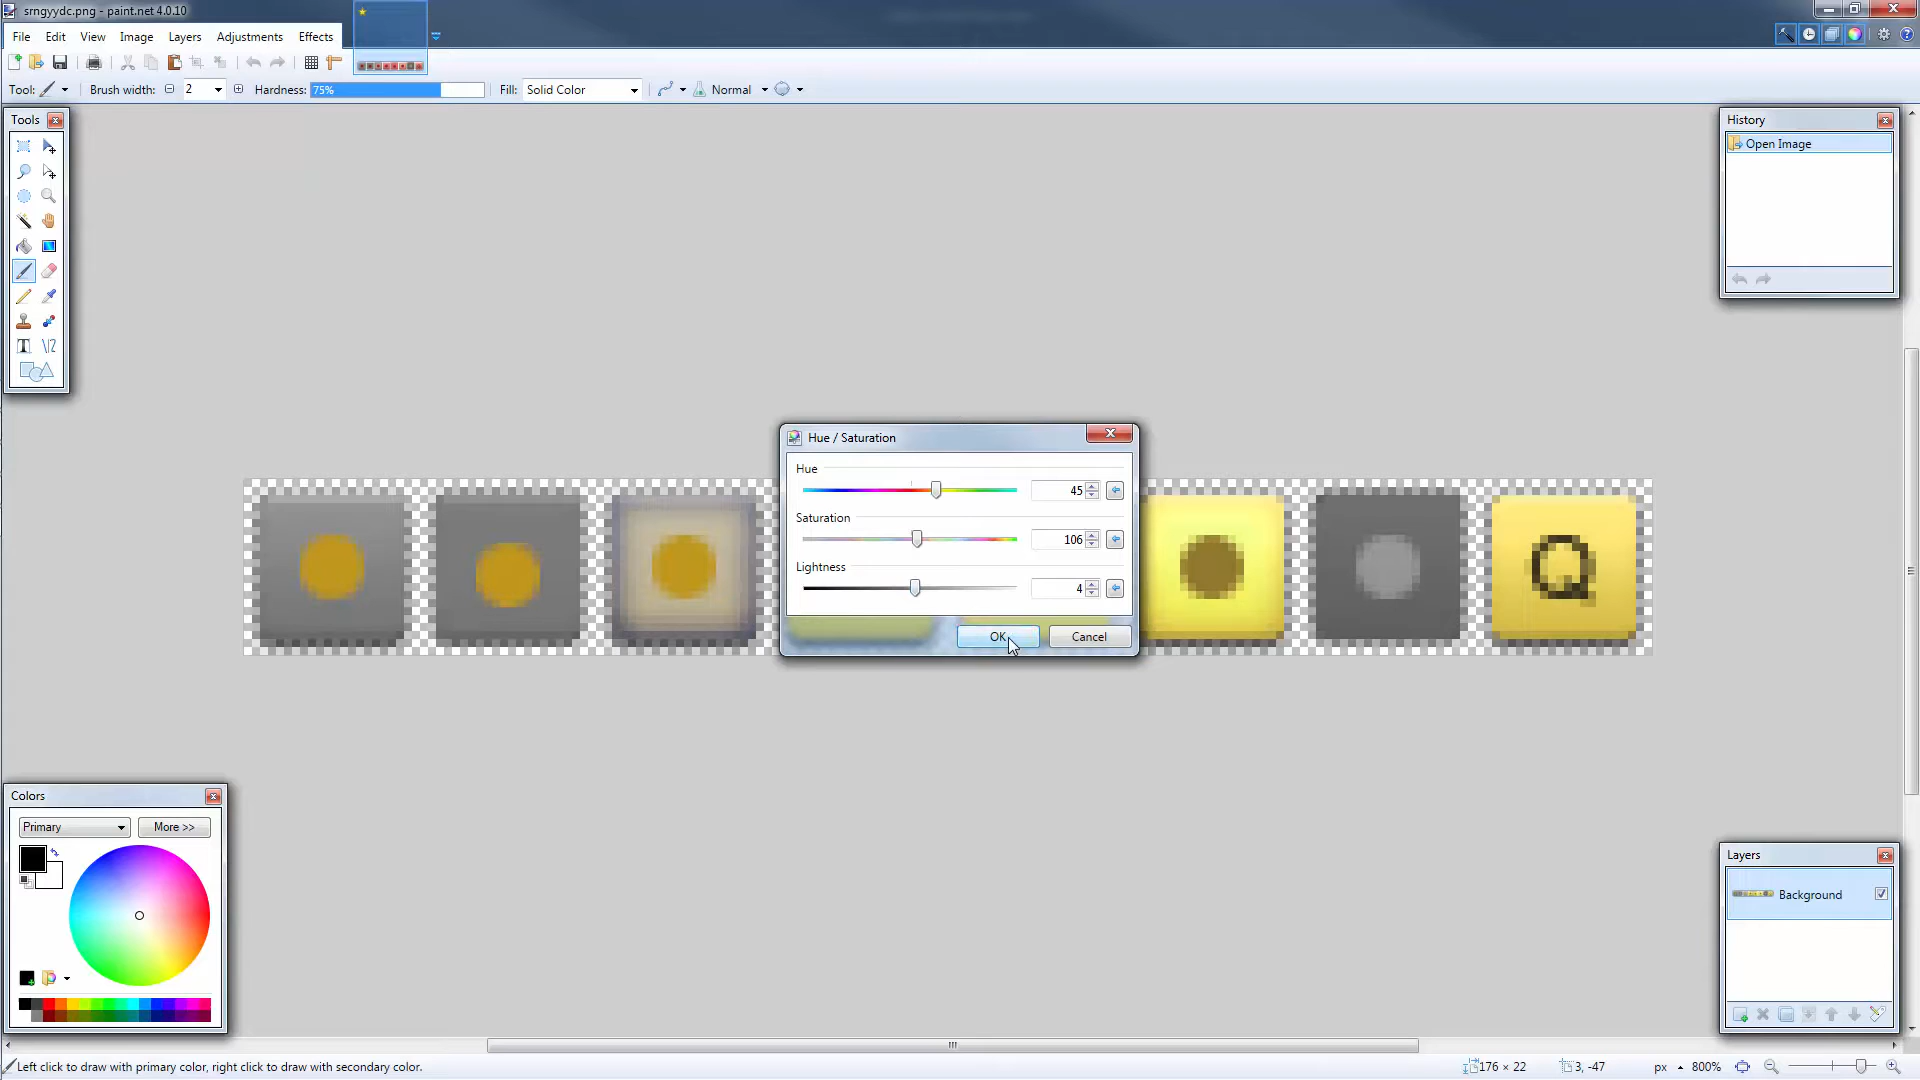 srngyydc.png - paint.net 4.0.10
File Edit View Image Layers Adjustments Effects
Tool: Brush width: 2 Hardness: 75% Fill: Solid Color Normal
Tools
History
Open Image
Hue / Saturation
Hue
45
Saturation
106
Lightness
4
OK Cancel
Q
Colors
Primary More >>
Layers
Background
Left click to draw with primary color, right click to draw with secondary color.
176 × 22 3, -47 px 800%